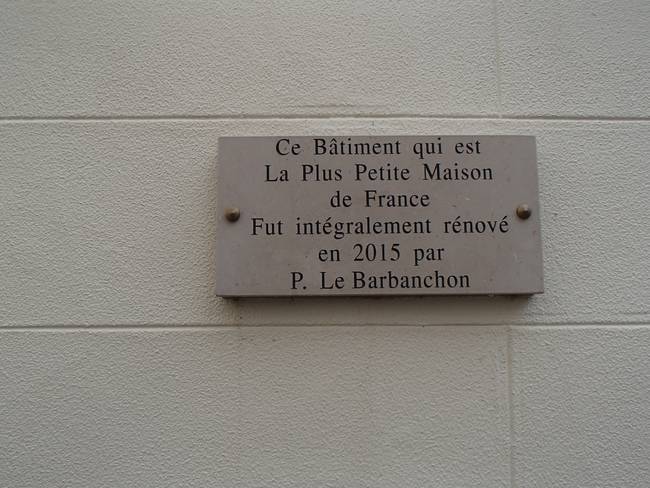 Ce Bâtiment qui est
La Plus Petite Maison
de France
Fut intégralement rénové
en 2015 par
P. Le Barbanchon